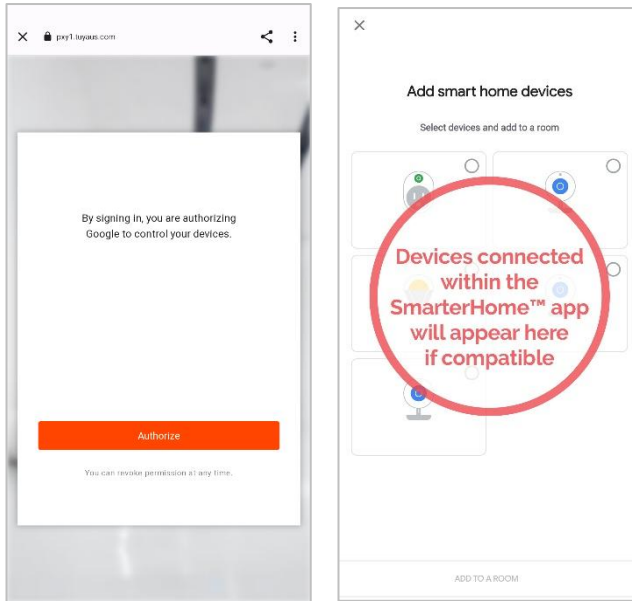 pxy1.tuyaus.com
By signing in, you are authorizing
Google to control your devices.
Authorize
You can revoke permission at any time.
Add smart home devices
Select devices and add to a room
Devices connected
within the
SmarterHome™ app
will appear here
if compatible
ADD TO A ROOM